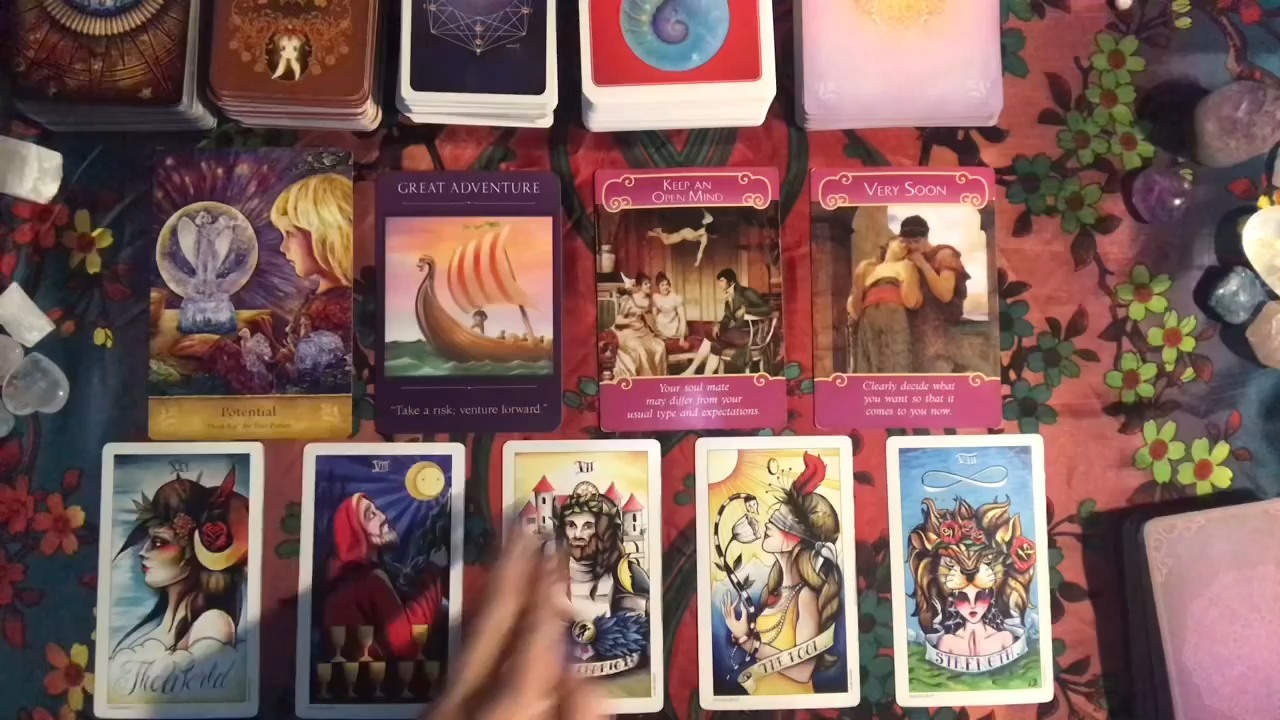 GREAT ADVENTURE
KEEP AN
OPEN MIND
VERY SOON
Potential
"Take a risk; venture forward."
Your soul mate
may differ from your
usual type and expectations.
Clearly decide what
you want so that it
comes to you now.
XXI
VII
VII
0
VIII
The World
THE FOOL
STRENGTH